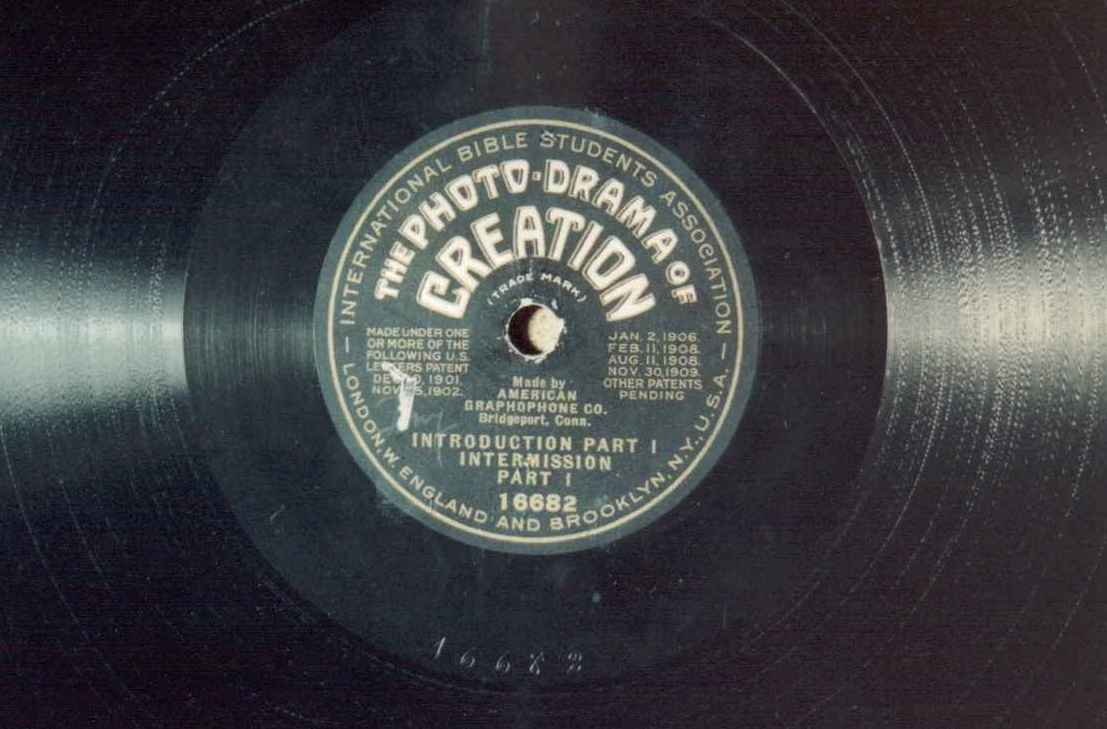 INTERNATIONAL BIBLE STUDENTS ASSOCIATION
THE PHOTO-DRAMA OF
CREATION
(TRADE MARK)
MADE UNDER ONE
OR MORE OF THE
FOLLOWING U.S.
LETTERS PATENT
1901.
1902.
JAN. 2, 1906.
FEB. 11, 1908.
AUG. 11, 1908.
NOV. 30, 1909.
OTHER PATENTS
PENDING
Made by
AMERICAN
GRAPHOPHONE CO.
Bridgeport, Conn.
INTRODUCTION PART I
INTERMISSION
PART I
16682
LONDON, W. ENGLAND AND BROOKLYN, N.Y., U.S.A.
16682